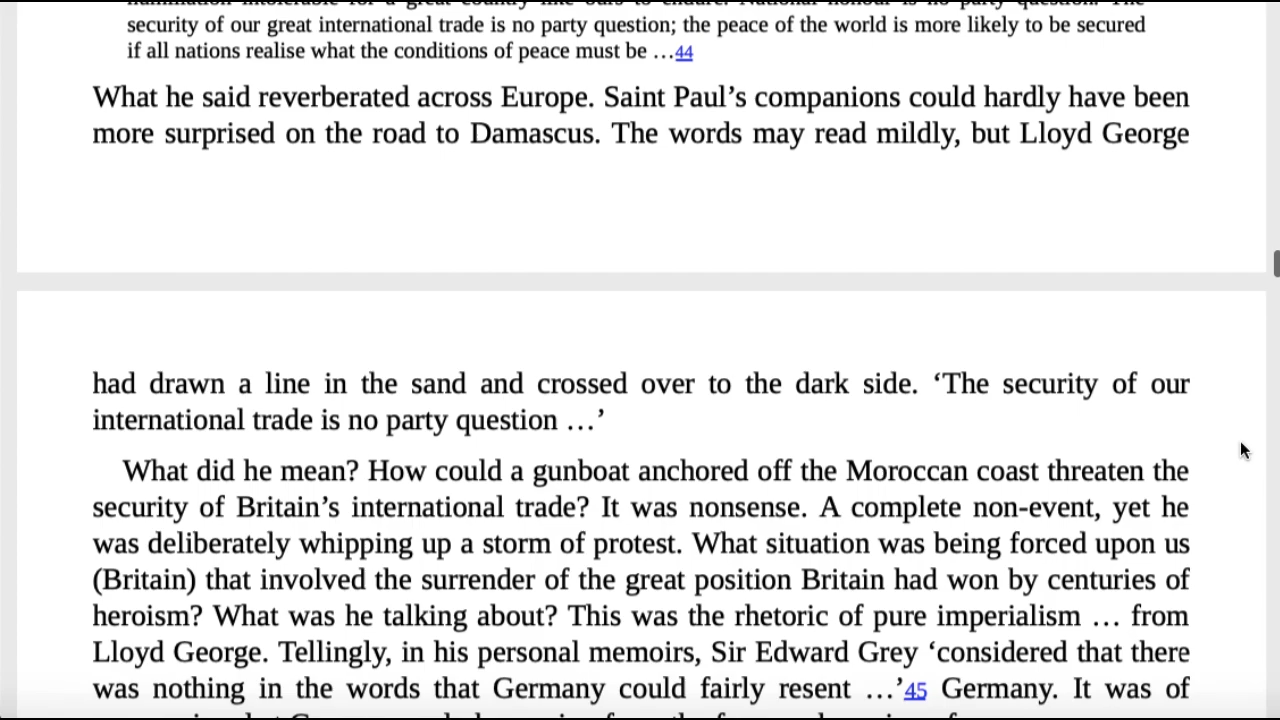 security of our great international trade is no party question; the peace of the world is more likely to be secured
if all nations realise what the conditions of peace must be …44
What he said reverberated across Europe. Saint Paul’s companions could hardly have been
more surprised on the road to Damascus. The words may read mildly, but Lloyd George
had drawn a line in the sand and crossed over to the dark side. ‘The security of our
international trade is no party question …’
What did he mean? How could a gunboat anchored off the Moroccan coast threaten the
security of Britain’s international trade? It was nonsense. A complete non-event, yet he
was deliberately whipping up a storm of protest. What situation was being forced upon us
(Britain) that involved the surrender of the great position Britain had won by centuries of
heroism? What was he talking about? This was the rhetoric of pure imperialism … from
Lloyd George. Tellingly, in his personal memoirs, Sir Edward Grey ‘considered that there
was nothing in the words that Germany could fairly resent …’45 Germany. It was of